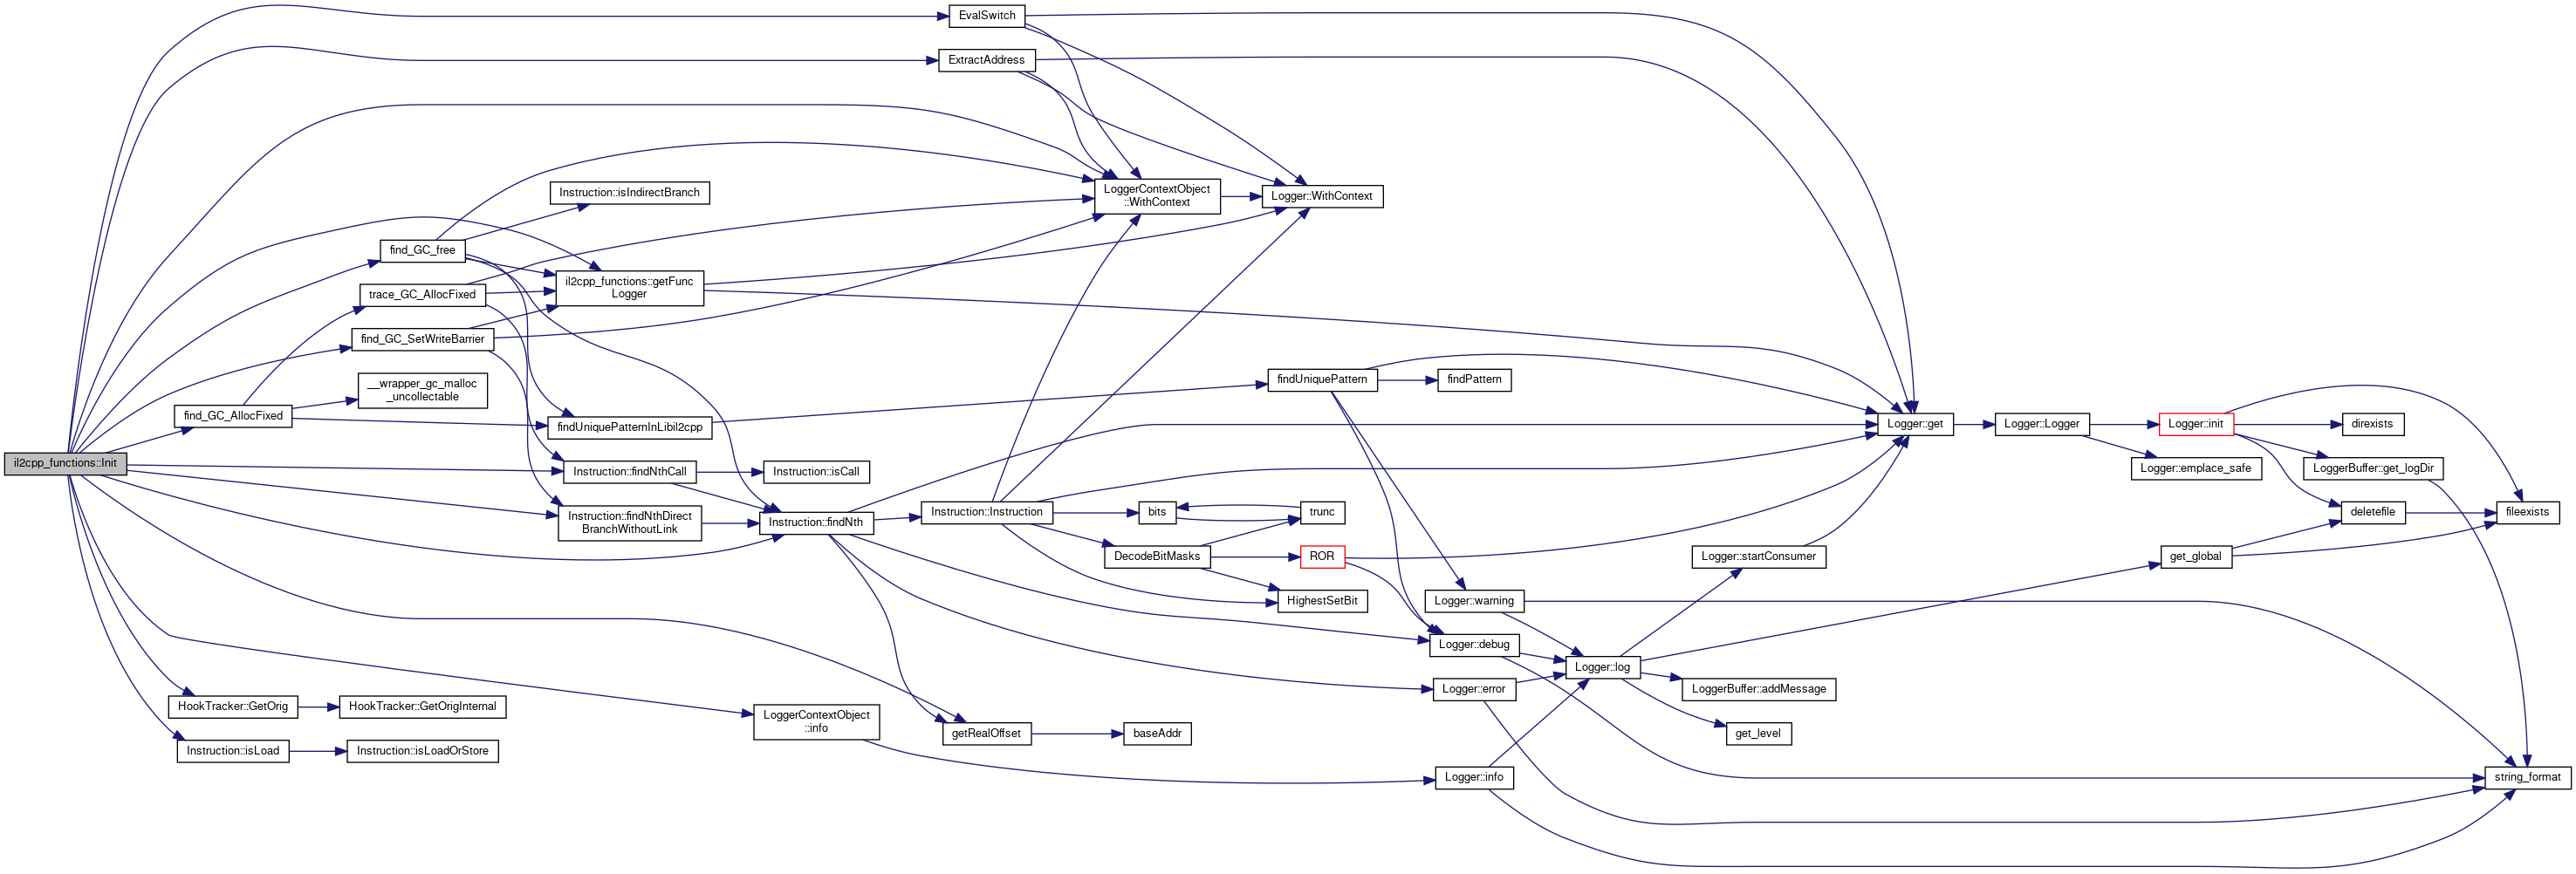 EvalSwitch
ExtractAddress
LoggerContextObject
::WithContext
Logger::WithContext
Instruction::isIndirectBranch
find_GC_free
il2cpp_functions::getFunc
Logger
trace_GC_AllocFixed
find_GC_SetWriteBarrier
__wrapper_gc_malloc
_uncollectable
find_GC_AllocFixed
findUniquePatternInLibil2cpp
findUniquePattern
findPattern
Logger::get
Logger::Logger
Logger::init
direxists
Logger::emplace_safe
LoggerBuffer::get_logDir
il2cpp_functions::Init
Instruction::findNthCall
Instruction::isCall
Instruction::findNthDirect
BranchWithoutLink
Instruction::findNth
Instruction::Instruction
bits
trunc
deletefile
fileexists
DecodeBitMasks
ROR
Logger::startConsumer
get_global
HighestSetBit
Logger::warning
Logger::debug
Logger::log
Logger::error
LoggerBuffer::addMessage
HookTracker::GetOrig
HookTracker::GetOrigInternal
LoggerContextObject
::info
getRealOffset
baseAddr
get_level
Instruction::isLoad
Instruction::isLoadOrStore
Logger::info
string_format